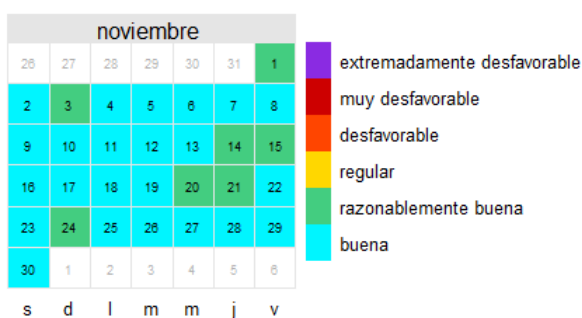 noviembre
26 27 28 29 30 31 1
2 3 4 5 6 7 8
9 10 11 12 13 14 15
16 17 18 19 20 21 22
23 24 25 26 27 28 29
30 1 2 3 4 5 6
s d l m m j v
extremadamente desfavorable
muy desfavorable
desfavorable
regular
razonablemente buena
buena